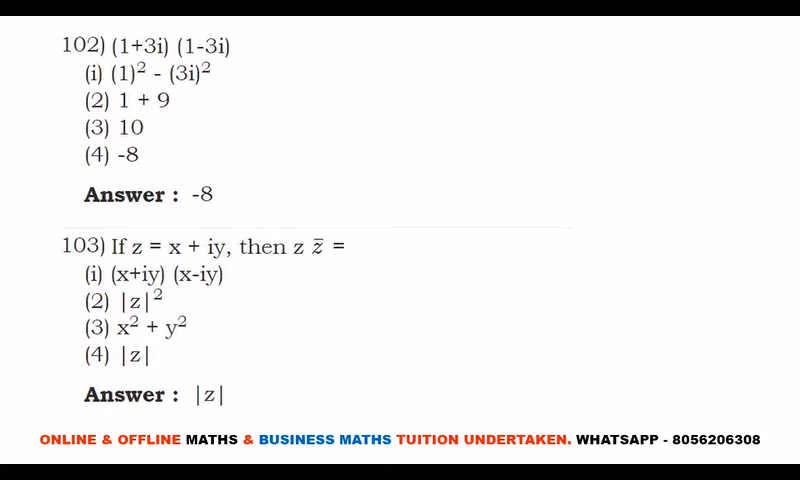 102) (1+3i) (1-3i)
(i) (1)² - (3i)²
(2) 1 + 9
(3) 10
(4) -8
Answer : -8
103) If z = x + iy, then z z̄ =
(i) (x+iy) (x-iy)
(2) |z|²
(3) x² + y²
(4) |z|
Answer : |z|
ONLINE & OFFLINE MATHS & BUSINESS MATHS TUITION UNDERTAKEN. WHATSAPP - 8056206308